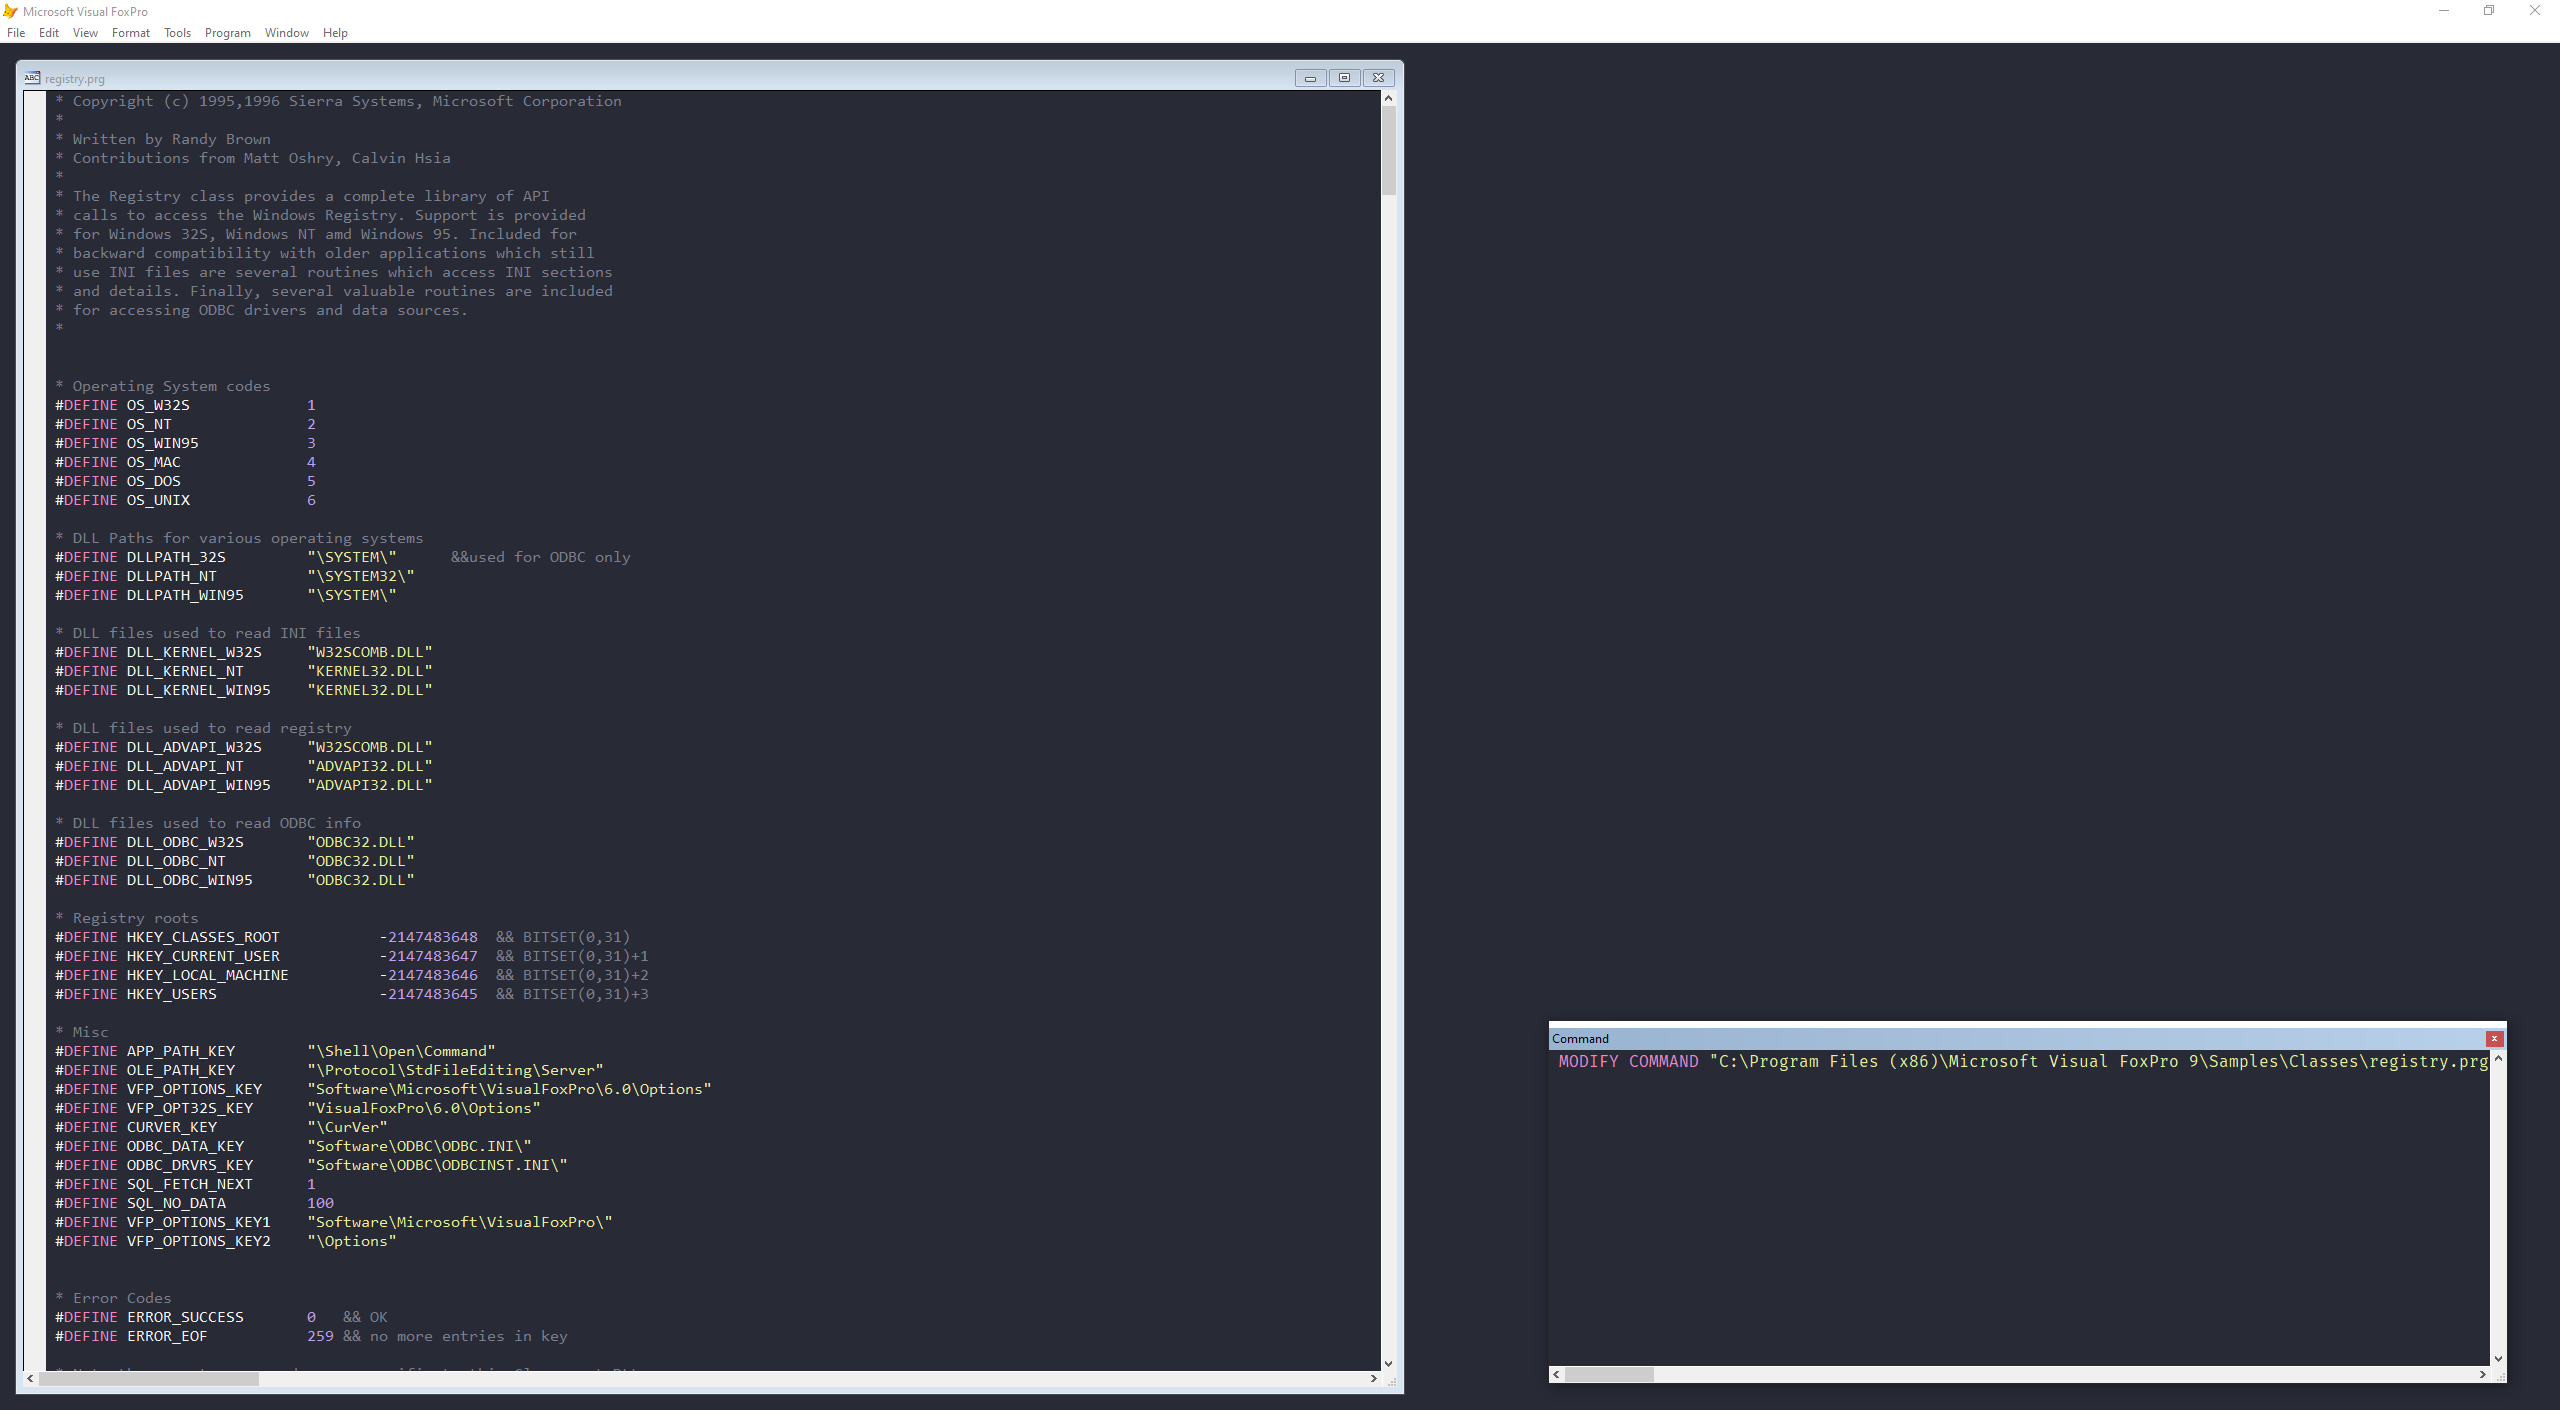 Microsoft Visual FoxPro
File Edit View Format Tools Program Window Help
registry.prg
* Copyright (c) 1995,1996 Sierra Systems, Microsoft Corporation
*
* Written by Randy Brown
* Contributions from Matt Oshry, Calvin Hsia
*
* The Registry class provides a complete library of API
* calls to access the Windows Registry. Support is provided
* for Windows 32S, Windows NT amd Windows 95. Included for
* backward compatibility with older applications which still
* use INI files are several routines which access INI sections
* and details. Finally, several valuable routines are included
* for accessing ODBC drivers and data sources.
*
* Operating System codes
#DEFINE OS_W32S 1
#DEFINE OS_NT 2
#DEFINE OS_WIN95 3
#DEFINE OS_MAC 4
#DEFINE OS_DOS 5
#DEFINE OS_UNIX 6
* DLL Paths for various operating systems
#DEFINE DLLPATH_32S "\SYSTEM\" &&used for ODBC only
#DEFINE DLLPATH_NT "\SYSTEM32\"
#DEFINE DLLPATH_WIN95 "\SYSTEM\"
* DLL files used to read INI files
#DEFINE DLL_KERNEL_W32S "W32SCOMB.DLL"
#DEFINE DLL_KERNEL_NT "KERNEL32.DLL"
#DEFINE DLL_KERNEL_WIN95 "KERNEL32.DLL"
* DLL files used to read registry
#DEFINE DLL_ADVAPI_W32S "W32SCOMB.DLL"
#DEFINE DLL_ADVAPI_NT "ADVAPI32.DLL"
#DEFINE DLL_ADVAPI_WIN95 "ADVAPI32.DLL"
* DLL files used to read ODBC info
#DEFINE DLL_ODBC_W32S "ODBC32.DLL"
#DEFINE DLL_ODBC_NT "ODBC32.DLL"
#DEFINE DLL_ODBC_WIN95 "ODBC32.DLL"
* Registry roots
#DEFINE HKEY_CLASSES_ROOT -2147483648 && BITSET(0,31)
#DEFINE HKEY_CURRENT_USER -2147483647 && BITSET(0,31)+1
#DEFINE HKEY_LOCAL_MACHINE -2147483646 && BITSET(0,31)+2
#DEFINE HKEY_USERS -2147483645 && BITSET(0,31)+3
* Misc
#DEFINE APP_PATH_KEY "\Shell\Open\Command"
#DEFINE OLE_PATH_KEY "\Protocol\StdFileEditing\Server"
#DEFINE VFP_OPTIONS_KEY "Software\Microsoft\VisualFoxPro\6.0\Options"
#DEFINE VFP_OPT32S_KEY "VisualFoxPro\6.0\Options"
#DEFINE CURVER_KEY "\CurVer"
#DEFINE ODBC_DATA_KEY "Software\ODBC\ODBC.INI\"
#DEFINE ODBC_DRVRS_KEY "Software\ODBC\ODBCINST.INI\"
#DEFINE SQL_FETCH_NEXT 1
#DEFINE SQL_NO_DATA 100
#DEFINE VFP_OPTIONS_KEY1 "Software\Microsoft\VisualFoxPro\"
#DEFINE VFP_OPTIONS_KEY2 "\Options"
* Error Codes
#DEFINE ERROR_SUCCESS 0 && OK
#DEFINE ERROR_EOF 259 && no more entries in key
Command
MODIFY COMMAND "C:\Program Files (x86)\Microsoft Visual FoxPro 9\Samples\Classes\registry.prg